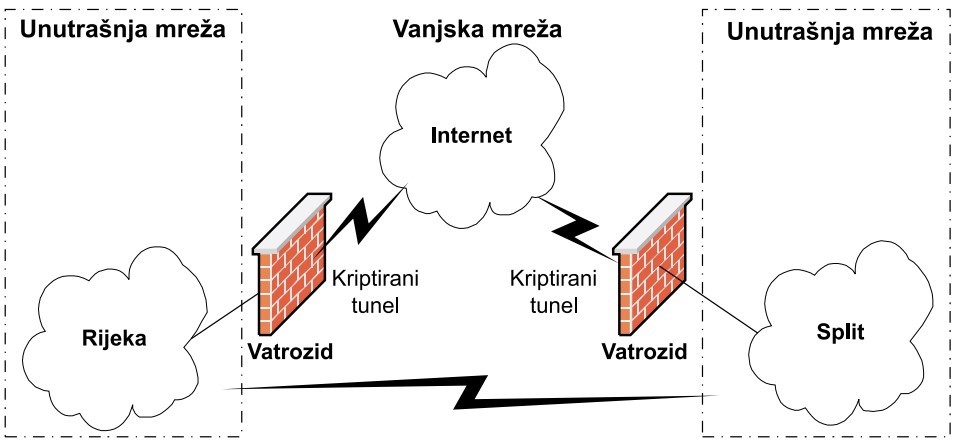 Unutrašnja mreža
Vanjska mreža
Unutrašnja mreža
Internet
Kriptirani
tunel
Kriptirani
tunel
Rijeka
Vatrozid
Vatrozid
Split